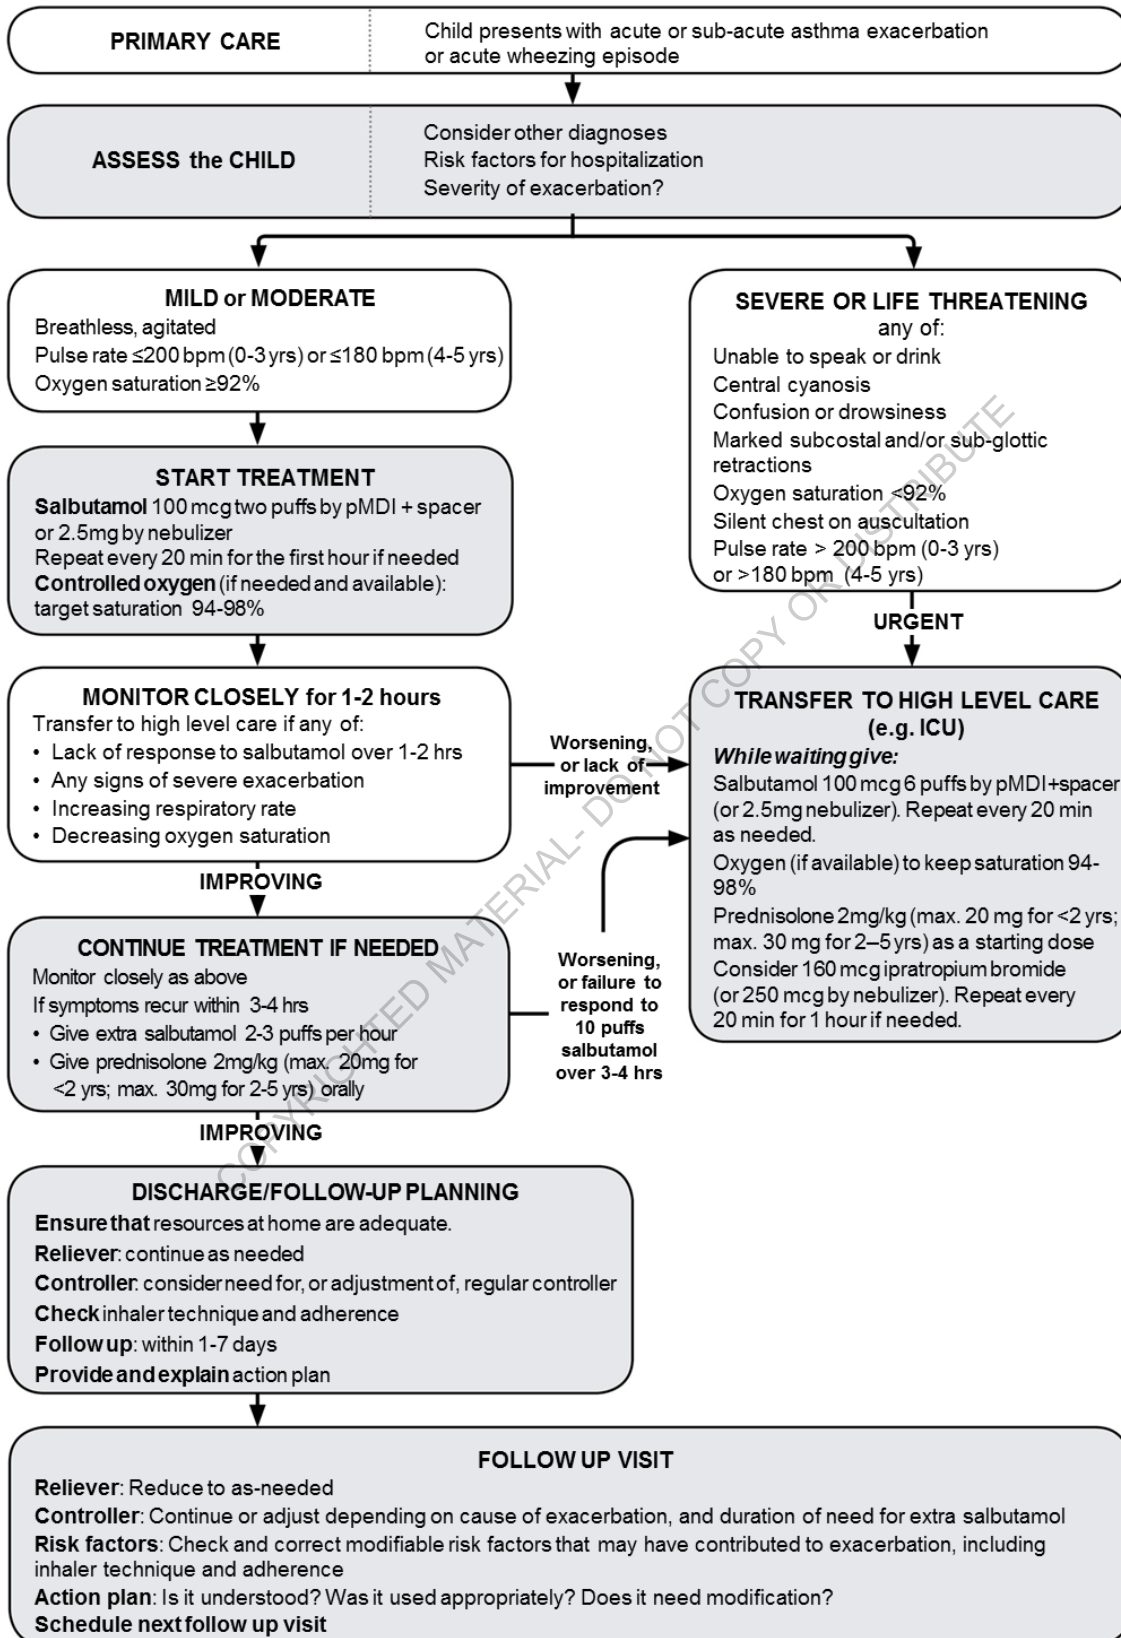 PRIMARY CARE
Child presents with acute or sub-acute asthma exacerbation
or acute wheezing episode
ASSESS the CHILD
Consider other diagnoses
Risk factors for hospitalization
Severity of exacerbation?
MILD or MODERATE
Breathless, agitated
Pulse rate ≤200 bpm (0-3 yrs) or ≤180 bpm (4-5 yrs)
Oxygen saturation ≥92%
SEVERE OR LIFE THREATENING
any of:
Unable to speak or drink
Central cyanosis
Confusion or drowsiness
Marked subcostal and/or sub-glottic
retractions
Oxygen saturation <92%
Silent chest on auscultation
Pulse rate > 200 bpm (0-3 yrs)
or >180 bpm (4-5 yrs)
START TREATMENT
Salbutamol 100 mcg two puffs by pMDI + spacer
or 2.5mg by nebulizer
Repeat every 20 min for the first hour if needed
Controlled oxygen (if needed and available):
target saturation 94-98%
URGENT
MONITOR CLOSELY for 1-2 hours
Transfer to high level care if any of:
• Lack of response to salbutamol over 1-2 hrs
• Any signs of severe exacerbation
• Increasing respiratory rate
• Decreasing oxygen saturation
Worsening,
or lack of
improvement
TRANSFER TO HIGH LEVEL CARE
(e.g. ICU)
While waiting give:
Salbutamol 100 mcg 6 puffs by pMDI+spacer
(or 2.5mg nebulizer). Repeat every 20 min
as needed.
Oxygen (if available) to keep saturation 94-
98%
Prednisolone 2mg/kg (max. 20 mg for <2 yrs;
max. 30 mg for 2–5 yrs) as a starting dose
Consider 160 mcg ipratropium bromide
(or 250 mcg by nebulizer). Repeat every
20 min for 1 hour if needed.
IMPROVING
CONTINUE TREATMENT IF NEEDED
Monitor closely as above
If symptoms recur within 3-4 hrs
• Give extra salbutamol 2-3 puffs per hour
• Give prednisolone 2mg/kg (max. 20mg for
<2 yrs; max. 30mg for 2-5 yrs) orally
Worsening,
or failure to
respond to
10 puffs
salbutamol
over 3-4 hrs
IMPROVING
DISCHARGE/FOLLOW-UP PLANNING
Ensure that resources at home are adequate.
Reliever: continue as needed
Controller: consider need for, or adjustment of, regular controller
Check inhaler technique and adherence
Follow up: within 1-7 days
Provide and explain action plan
FOLLOW UP VISIT
Reliever: Reduce to as-needed
Controller: Continue or adjust depending on cause of exacerbation, and duration of need for extra salbutamol
Risk factors: Check and correct modifiable risk factors that may have contributed to exacerbation, including
inhaler technique and adherence
Action plan: Is it understood? Was it used appropriately? Does it need modification?
Schedule next follow up visit
COPYRIGHTED MATERIAL- DO NOT COPY OR DISTRIBUTE